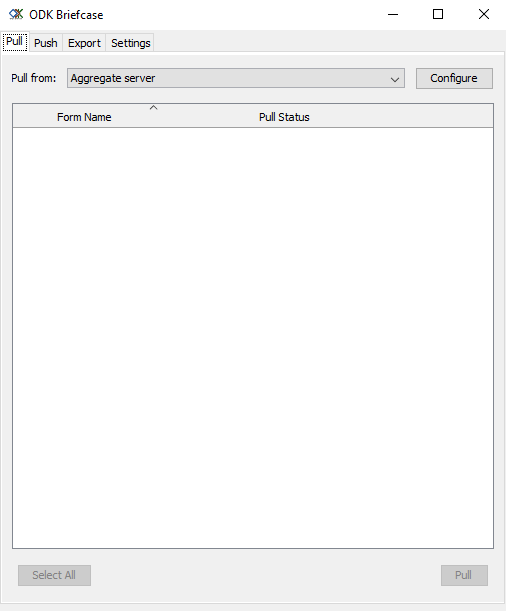 ODK Briefcase
Pull Push Export Settings
Pull from: Aggregate server Configure
Form Name Pull Status
Select All Pull